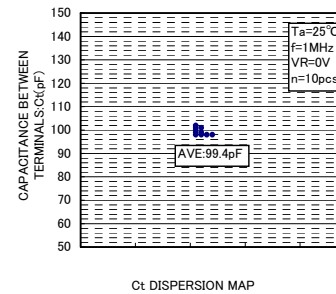 150
140
130
120
110
100
90
80
70
60
50
CAPACITANCE BETWEEN
TERMINALS:Ct(pF)
Ta=25°C
f=1MHz
VR=0V
n=10pcs
AVE:99.4pF
Ct DISPERSION MAP